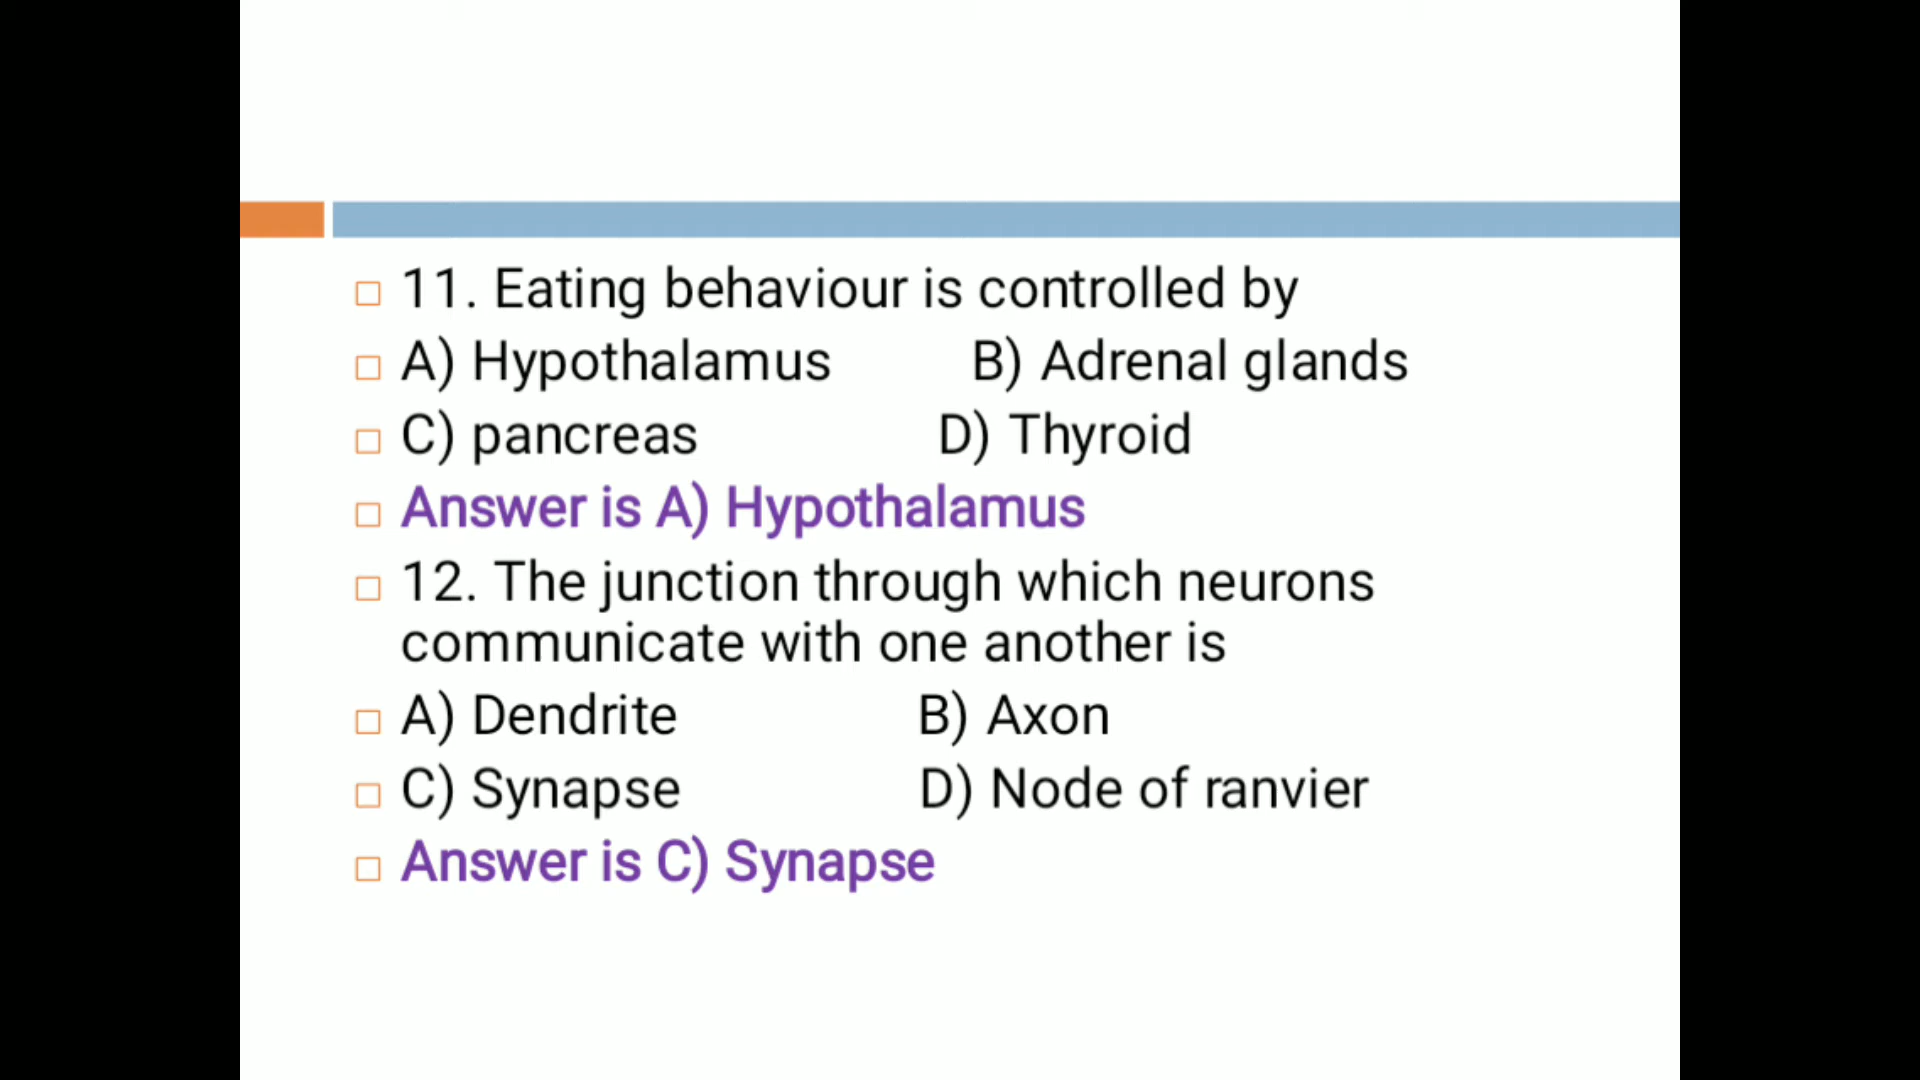 11. Eating behaviour is controlled by
A) Hypothalamus B) Adrenal glands
C) pancreas D) Thyroid
Answer is A) Hypothalamus
12. The junction through which neurons
communicate with one another is
A) Dendrite B) Axon
C) Synapse D) Node of ranvier
Answer is C) Synapse